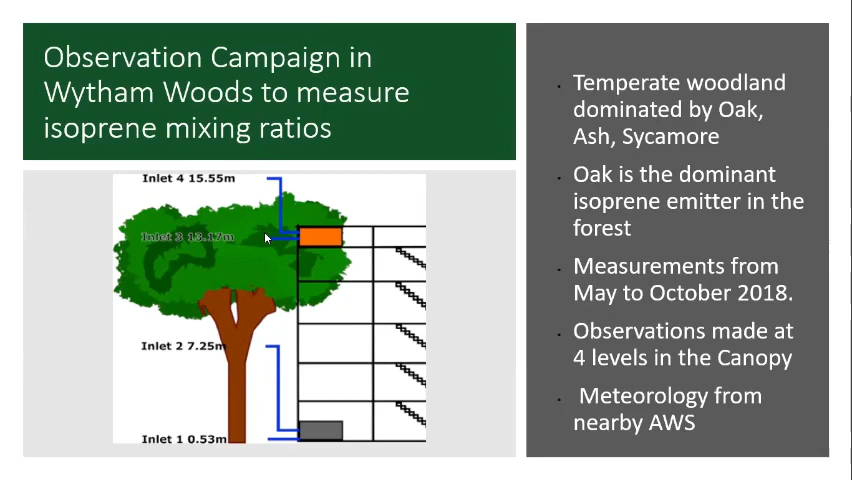 Observation Campaign in
Wytham Woods to measure
isoprene mixing ratios
Inlet 4 15.55m
Inlet 3 13.17m
Inlet 2 7.25m
Inlet 1 0.53m
Temperate woodland
dominated by Oak,
Ash, Sycamore
Oak is the dominant
isoprene emitter in the
forest
Measurements from
May to October 2018.
Observations made at
4 levels in the Canopy
Meteorology from
nearby AWS